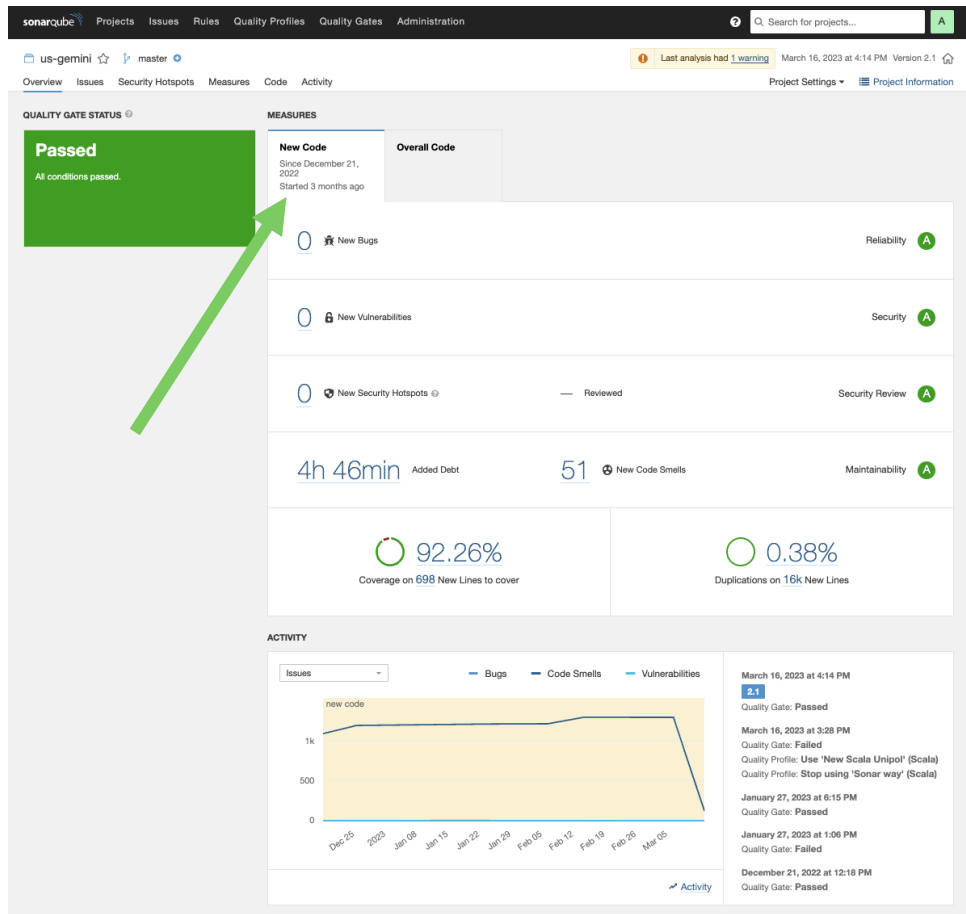 sonarqube Projects Issues Rules Quality Profiles Quality Gates Administration ? Search for projects... A
us-gemini master
! Last analysis had 1 warning March 16, 2023 at 4:14 PM Version 2.1
Overview Issues Security Hotspots Measures Code Activity
Project Settings Project Information
QUALITY GATE STATUS ?
Passed
All conditions passed.
MEASURES
New Code
Since December 21,
2022
Started 3 months ago
Overall Code
0 New Bugs Reliability A
0 New Vulnerabilities Security A
0 New Security Hotspots ? — Reviewed Security Review A
4h 46min Added Debt 51 New Code Smells Maintainability A
92.26%
Coverage on 698 New Lines to cover
0.38%
Duplications on 16k New Lines
ACTIVITY
Issues
Bugs Code Smells Vulnerabilities
new code
1k
500
0
Dec 25 2023 Jan 08 Jan 15 Jan 22 Jan 29 Feb 05 Feb 12 Feb 19 Feb 26 Mar 05
Activity
March 16, 2023 at 4:14 PM
2.1
Quality Gate: Passed
March 16, 2023 at 3:28 PM
Quality Gate: Failed
Quality Profile: Use 'New Scala Unipol' (Scala)
Quality Profile: Stop using 'Sonar way' (Scala)
January 27, 2023 at 6:15 PM
Quality Gate: Passed
January 27, 2023 at 1:06 PM
Quality Gate: Failed
December 21, 2022 at 12:18 PM
Quality Gate: Passed